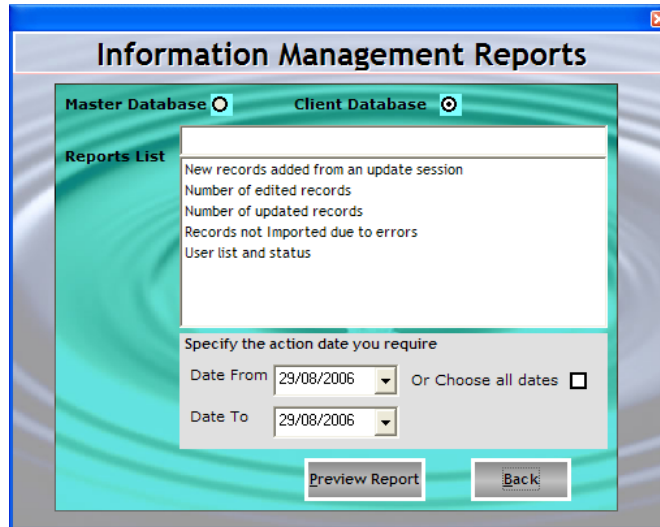 Information Management Reports
Master Database Client Database
Reports List
New records added from an update session
Number of edited records
Number of updated records
Records not Imported due to errors
User list and status
Specify the action date you require
Date From 29/08/2006 Or Choose all dates
Date To 29/08/2006
Preview Report Back